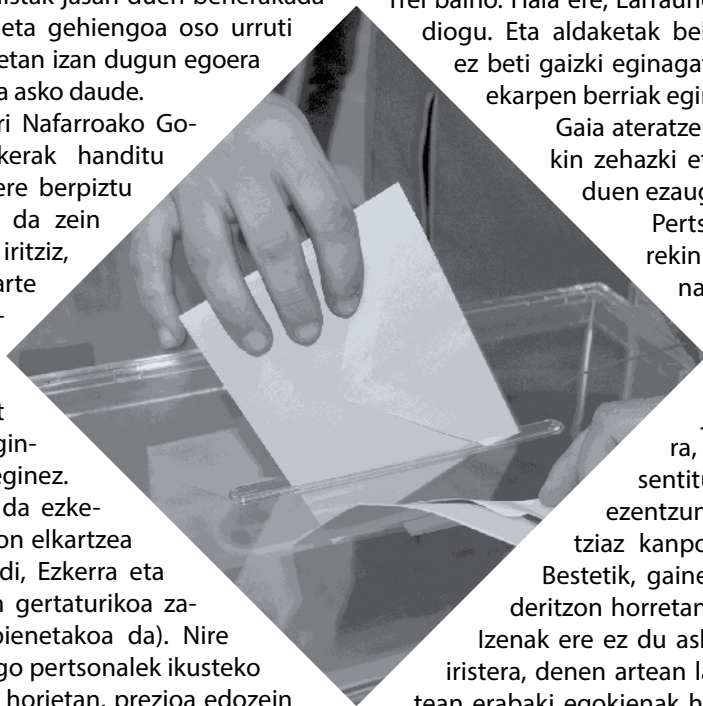 istak jasan duen beherakada
eta gehiengoa oso urruti
etan izan dugun egoera
a asko daude.
ri Nafarroako Go-
kerak handitu
ere berpiztu
da zein
iritziz,
arte
-
t
gin-
eginez.
da ezke-
on elkartzea
di, Ezkerra eta
n gertaturikoa za-
bienetakoa da). Nire
go pertsonalek ikusteko
horietan, prezioa edozein
rrei baino. Hala ere, Larraun
diogu. Eta aldaketak bel
ez beti gaizki eginagat
ekarpen berriak egin
Gaia ateratze
kin zehazki et
duen ezaug
Perts
rekin
na
ra,
sentitu
ezentzun
tziaz kanpo
Bestetik, gaine
deritzon horretan
Izenak ere ez du ask
iristera, denen artean la
tean erabaki egokienak h